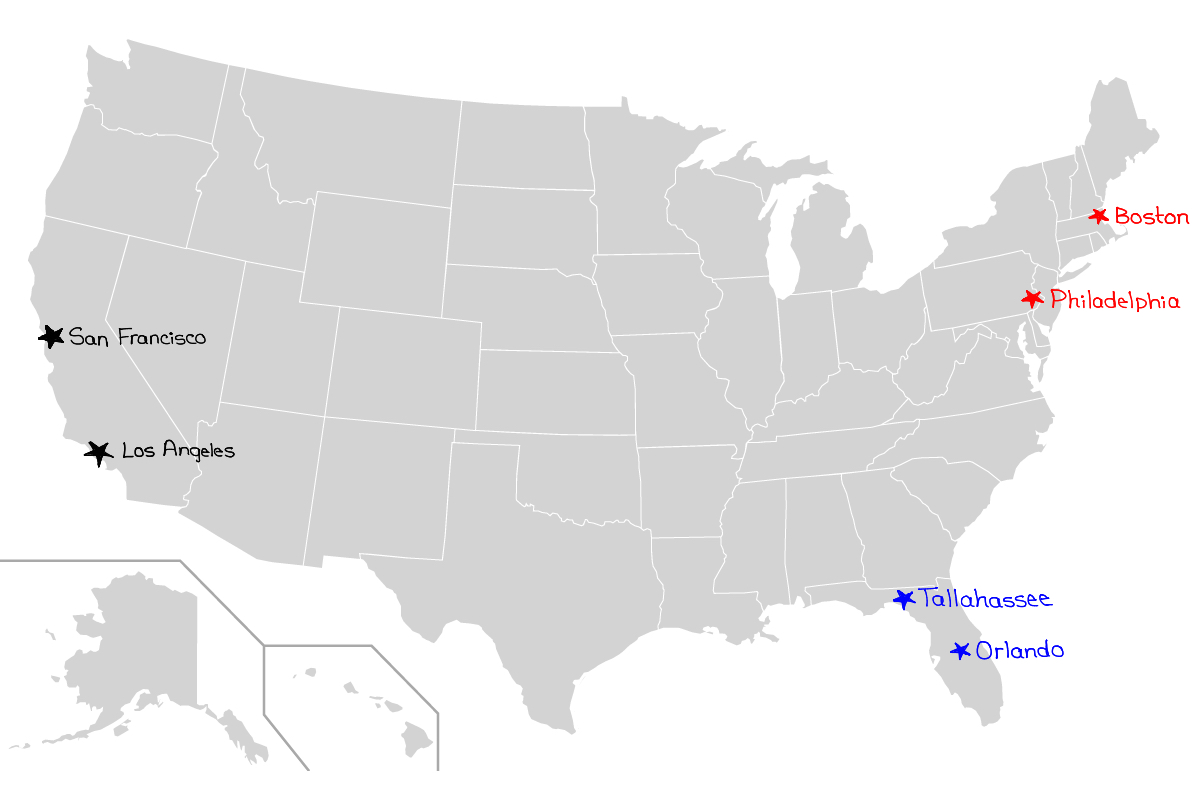 Boston
Philadelphia
San Francisco
Los Angeles
Tallahassee
Orlando